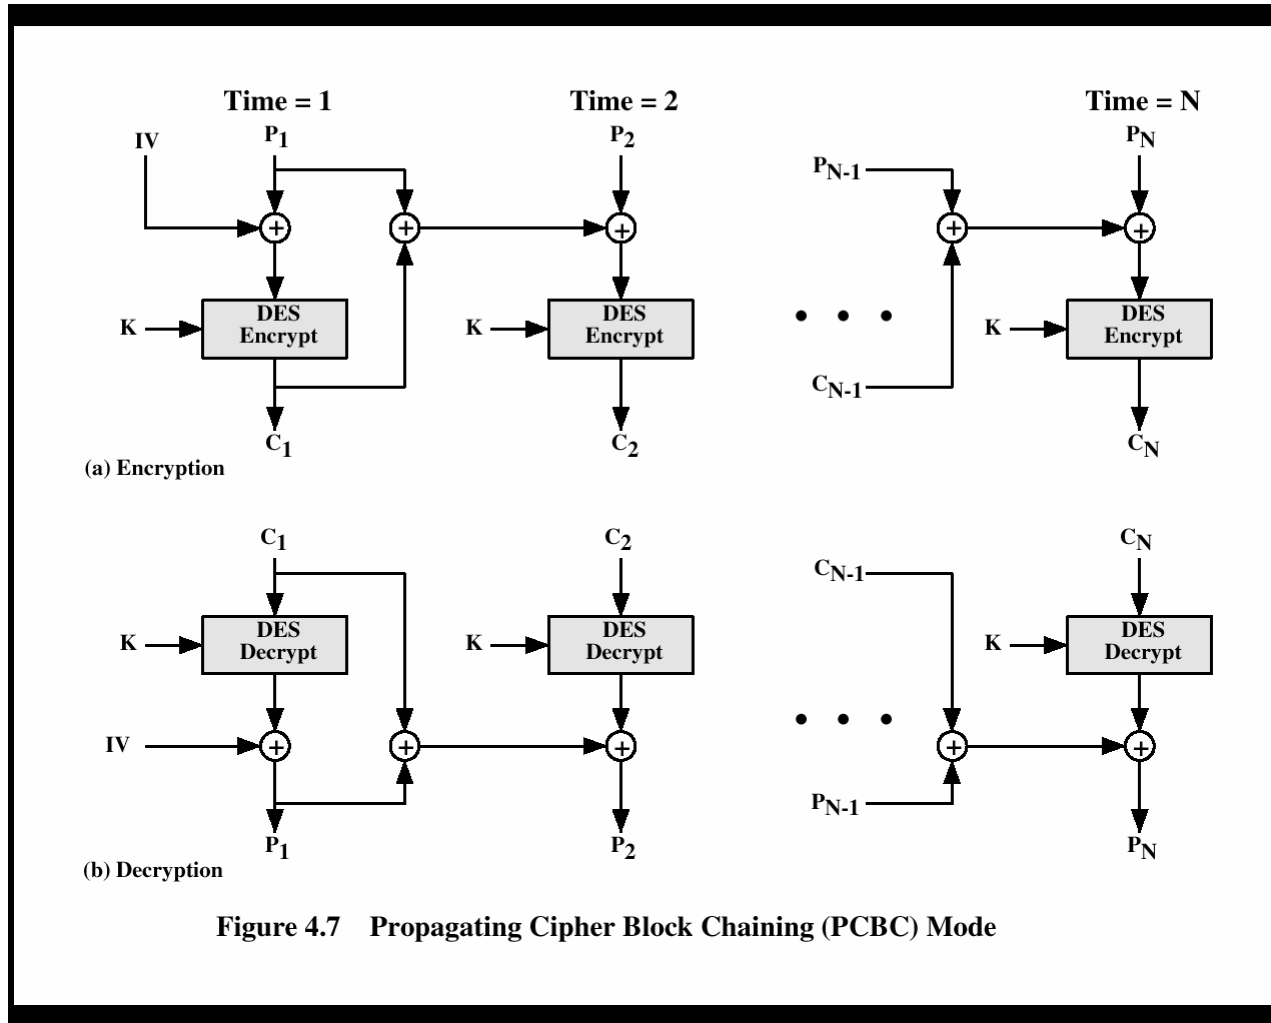 Time = 1 Time = 2 Time = N
IV P1 P2 PN
PN-1
+ + + + +
K DES Encrypt K DES Encrypt K DES Encrypt
• • •
CN-1
C1 C2 CN
(a) Encryption
C1 C2 CN
CN-1
K DES Decrypt K DES Decrypt K DES Decrypt
• • •
IV + + + + +
PN-1
P1 P2 PN
(b) Decryption
Figure 4.7 Propagating Cipher Block Chaining (PCBC) Mode